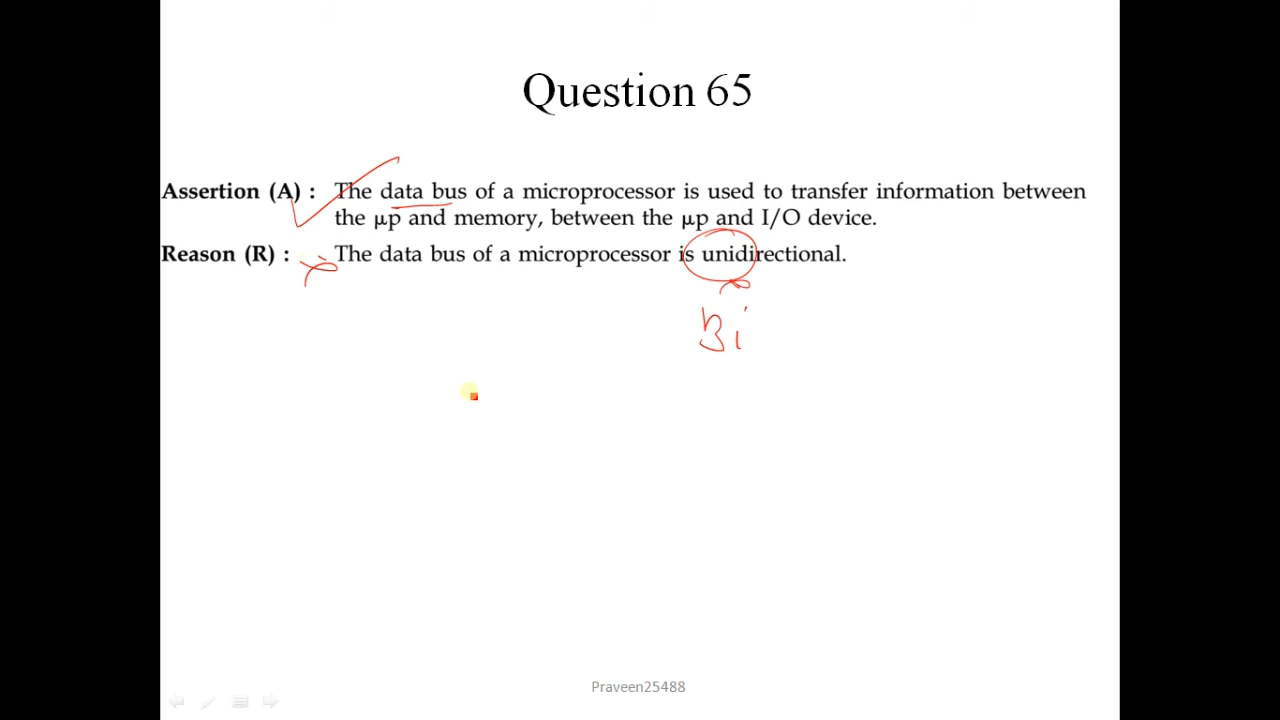 Question 65
Assertion (A) : The data bus of a microprocessor is used to transfer information between
the μp and memory, between the μp and I/O device.
Reason (R) : The data bus of a microprocessor is unidirectional.
Bi
Praveen25488